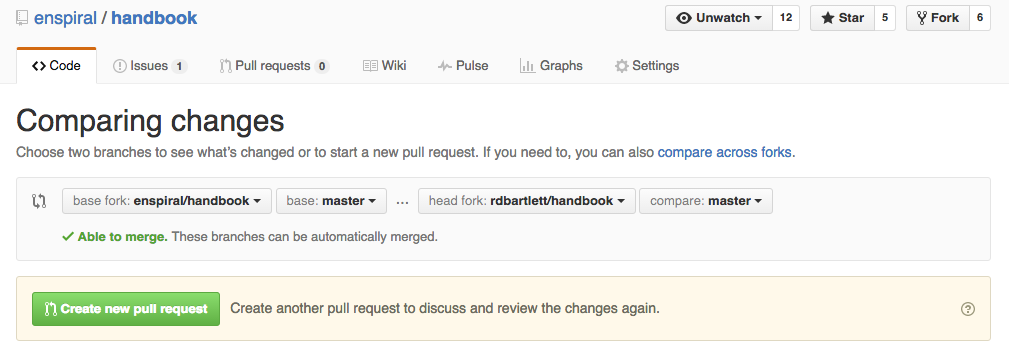 enspiral / handbook Unwatch 12 Star 5 Fork 6
Code Issues 1 Pull requests 0 Wiki Pulse Graphs Settings
Comparing changes
Choose two branches to see what's changed or to start a new pull request. If you need to, you can also compare across forks.
base fork: enspiral/handbook base: master ... head fork: rdbartlett/handbook compare: master
Able to merge. These branches can be automatically merged.
Create new pull request Create another pull request to discuss and review the changes again. ?